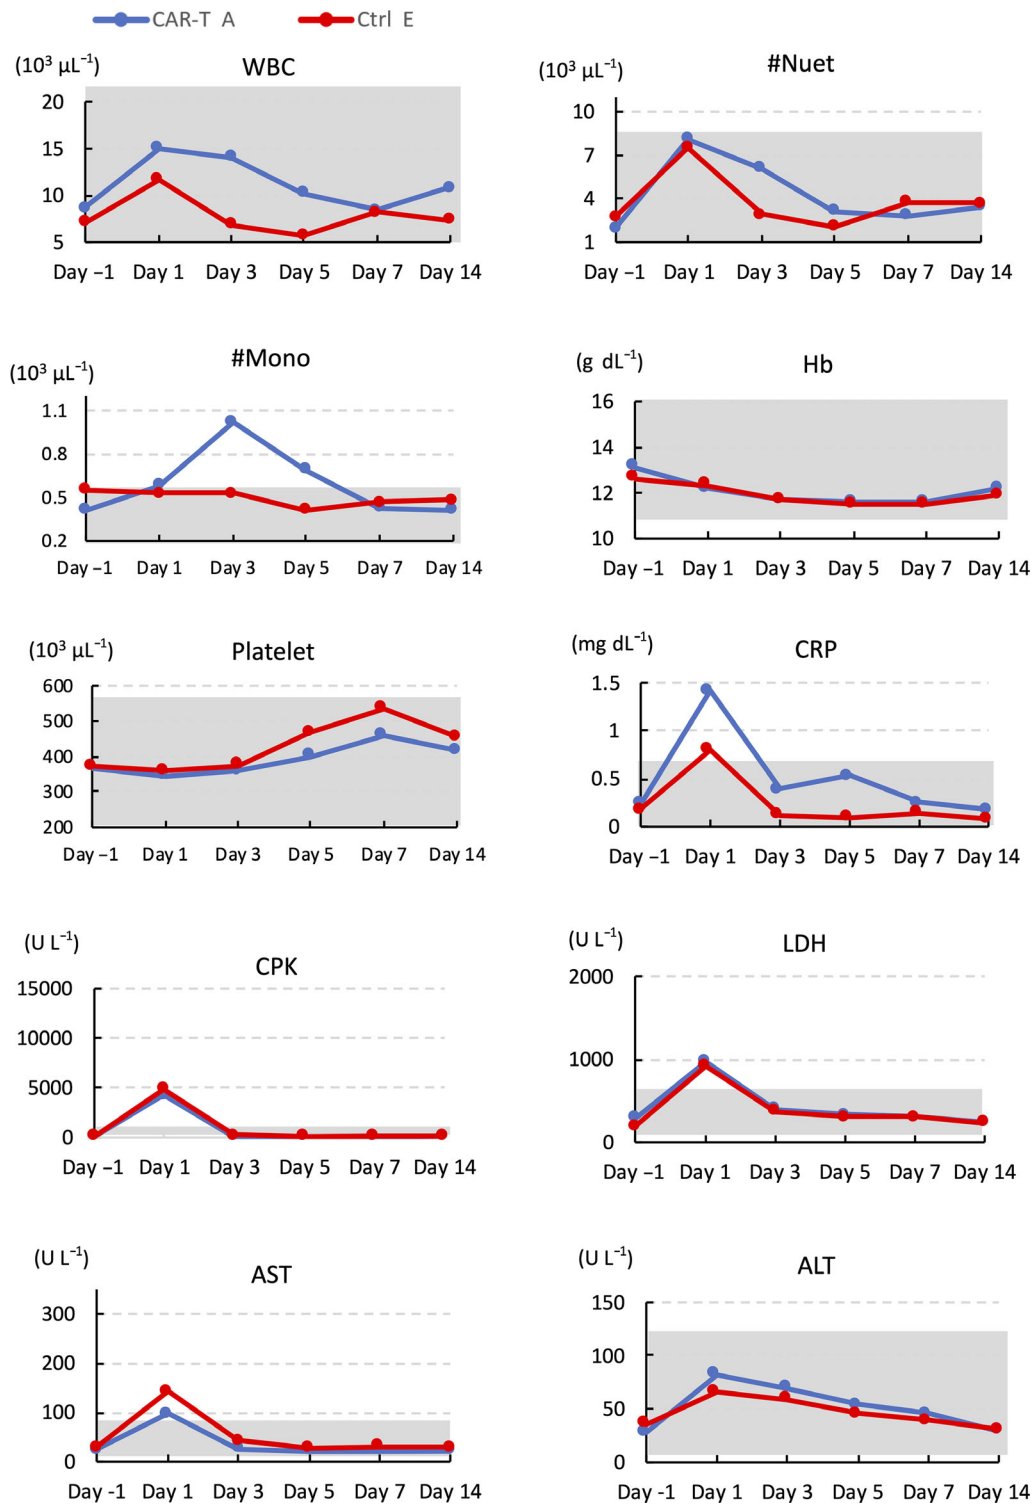 CAR-T A Ctrl E
(10³ µL⁻¹)
WBC
20
15
10
5
Day −1 Day 1 Day 3 Day 5 Day 7 Day 14
(10³ µL⁻¹)
#Nuet
10
7
4
1
Day −1 Day 1 Day 3 Day 5 Day 7 Day 14
(10³ µL⁻¹)
#Mono
1.1
0.8
0.5
0.2
Day −1 Day 1 Day 3 Day 5 Day 7 Day 14
(g dL⁻¹)
Hb
16
14
12
10
Day −1 Day 1 Day 3 Day 5 Day 7 Day 14
(10³ µL⁻¹)
Platelet
600
500
400
300
200
Day −1 Day 1 Day 3 Day 5 Day 7 Day 14
(mg dL⁻¹)
CRP
1.5
1
0.5
0
Day −1 Day 1 Day 3 Day 5 Day 7 Day 14
(U L⁻¹)
CPK
15000
10000
5000
0
Day −1 Day 1 Day 3 Day 5 Day 7 Day 14
(U L⁻¹)
LDH
2000
1000
0
Day −1 Day 1 Day 3 Day 5 Day 7 Day 14
(U L⁻¹)
AST
300
200
100
0
Day −1 Day 1 Day 3 Day 5 Day 7 Day 14
(U L⁻¹)
ALT
150
100
50
0
Day −1 Day 1 Day 3 Day 5 Day 7 Day 14